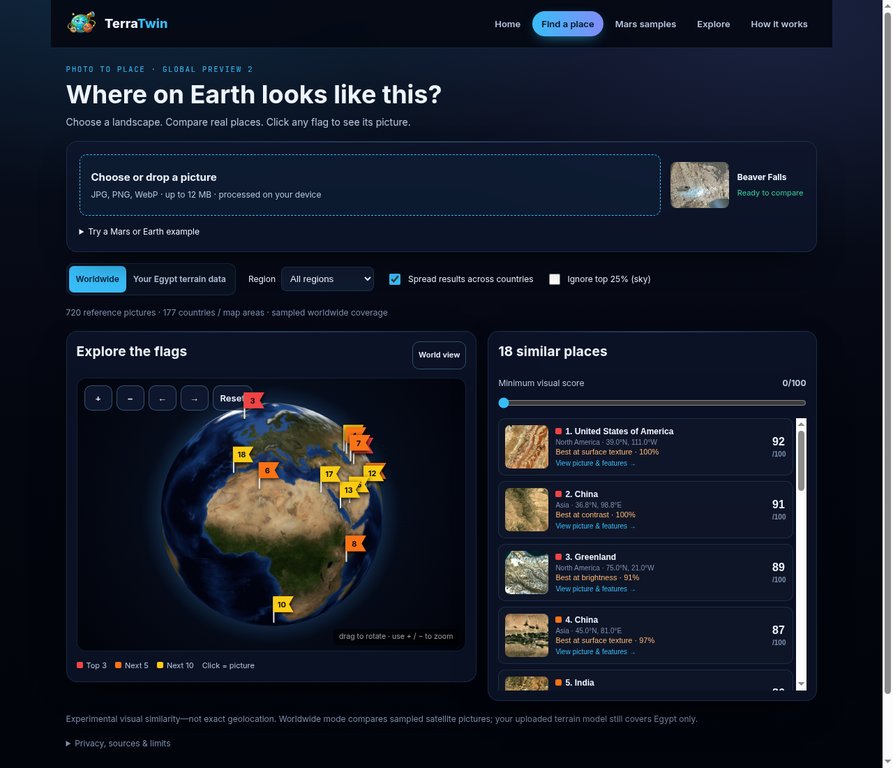 TerraTwin
Home
Find a place
Mars samples
Explore
How it works
PHOTO TO PLACE · GLOBAL PREVIEW 2
Where on Earth looks like this?
Choose a landscape. Compare real places. Click any flag to see its picture.
Choose or drop a picture
JPG, PNG, WebP · up to 12 MB · processed on your device
▶ Try a Mars or Earth example
Beaver Falls
Ready to compare
Worldwide
Your Egypt terrain data
Region
All regions
Spread results across countries
Ignore top 25% (sky)
720 reference pictures · 177 countries / map areas · sampled worldwide coverage
Explore the flags
World view
+
−
←
→
Reset
3
7
18
6
17
12
13
8
10
drag to rotate · use + / − to zoom
Top 3
Next 5
Next 10
Click = picture
18 similar places
Minimum visual score
0/100
1. United States of America
North America · 39.0°N, 111.0°W
Best at surface texture · 100%
View picture & features →
92
/100
2. China
Asia · 36.8°N, 98.8°E
Best at contrast · 100%
View picture & features →
91
/100
3. Greenland
North America · 75.0°N, 21.0°W
Best at brightness · 91%
View picture & features →
89
/100
4. China
Asia · 45.0°N, 81.0°E
Best at surface texture · 97%
View picture & features →
87
/100
5. India
Experimental visual similarity—not exact geolocation. Worldwide mode compares sampled satellite pictures; your uploaded terrain model still covers Egypt only.
▶ Privacy, sources & limits